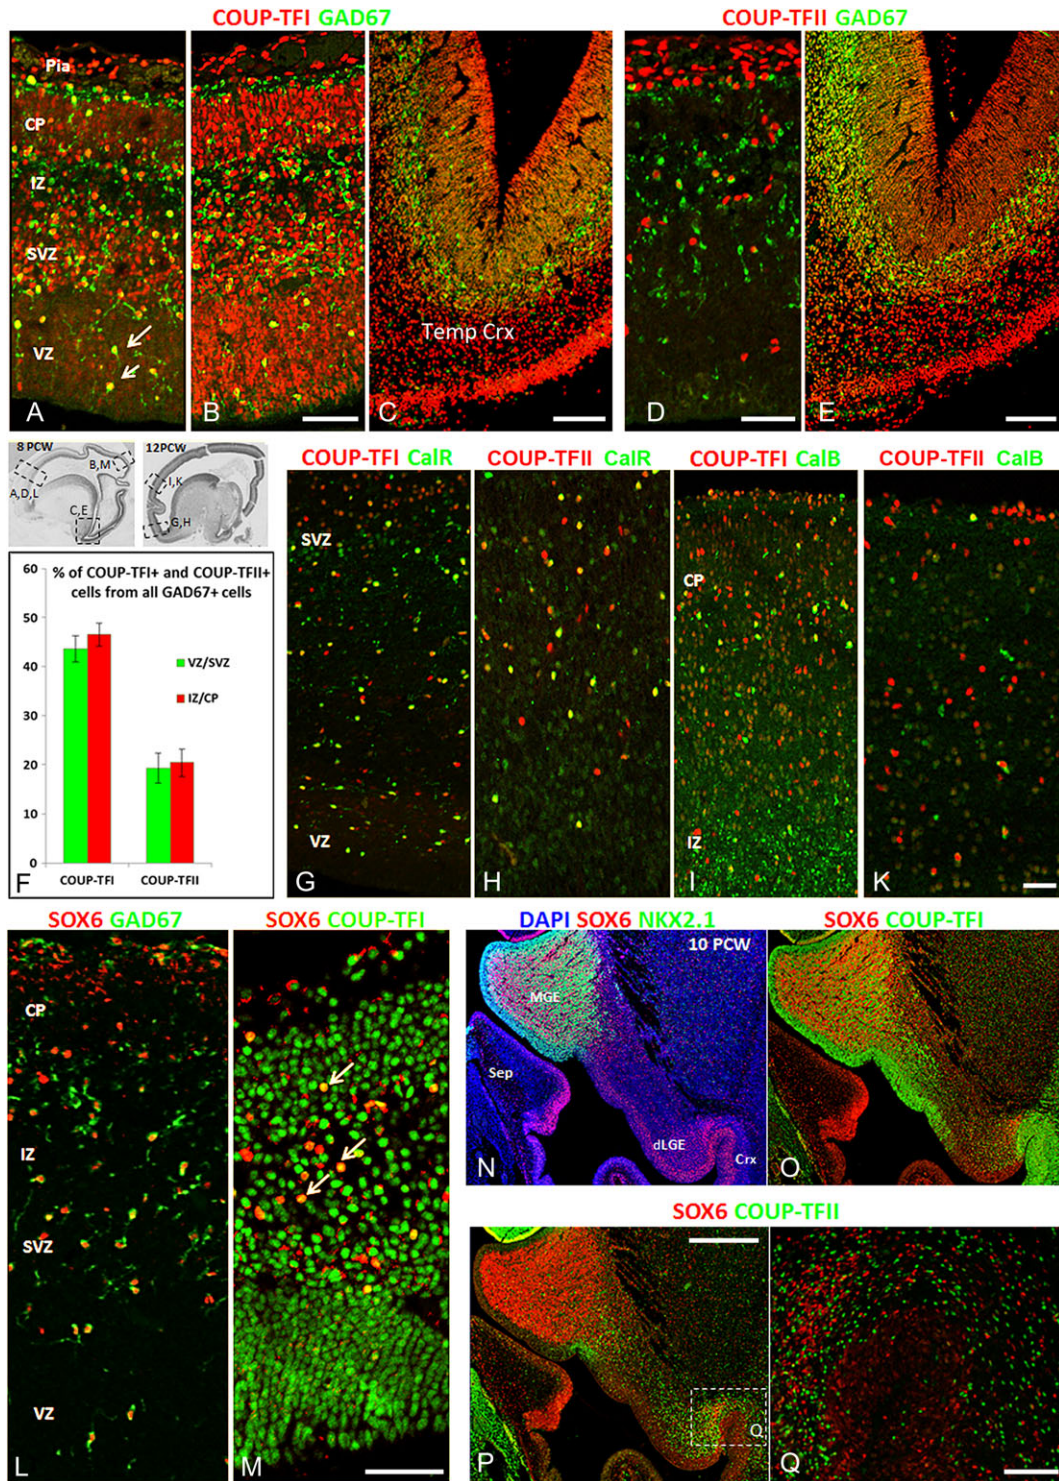 COUP-TFI GAD67
COUP-TFII GAD67
Pia
CP
IZ
SVZ
VZ
Temp Crx
A
B
C
D
E
8 PCW
B,M
A,D,L
C,E
12PCW
I,K
G,H
60
50
40
30
20
10
0
% of COUP-TFI+ and COUP-TFII+
cells from all GAD67+ cells
VZ/SVZ
IZ/CP
COUP-TFI
COUP-TFII
F
COUP-TFI CalR
COUP-TFII CalR
COUP-TFI CalB
COUP-TFII CalB
SVZ
VZ
CP
IZ
G
H
I
K
SOX6 GAD67
SOX6 COUP-TFI
CP
IZ
SVZ
VZ
L
M
DAPI SOX6 NKX2.1
10 PCW
MGE
Sep
dLGE
Crx
N
SOX6 COUP-TFI
O
SOX6 COUP-TFII
Q
P
Q